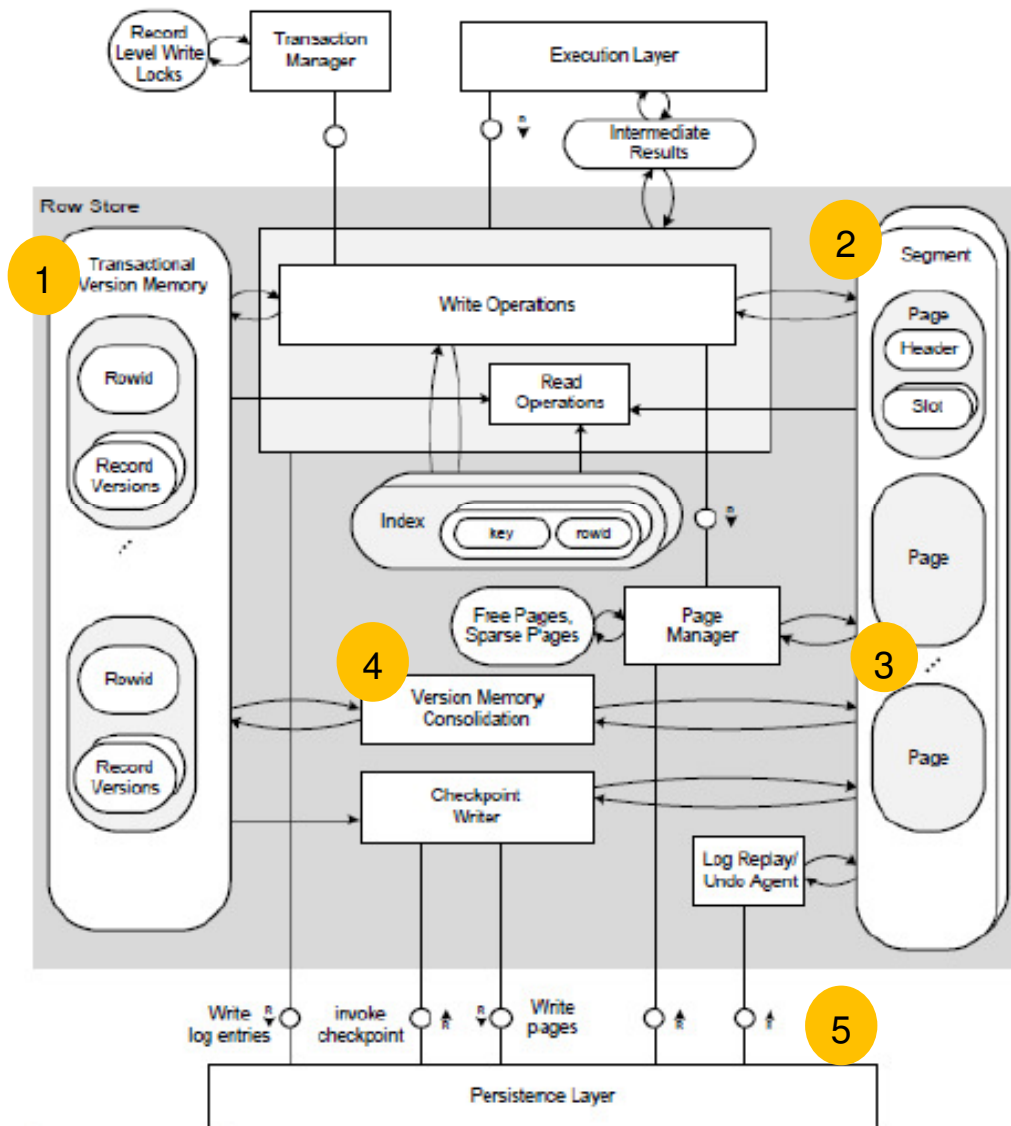 Record
Level Write
Locks
Transaction
Manager
Execution Layer
R
Intermediate
Results
Row Store
1
Transactional
Version Memory
2
Segment
Write Operations
Page
Header
Slot
Rowid
Read
Operations
Record
Versions
Index
key
rowid
R
Page
Free Pages,
Sparse Pages
Page
Manager
3
4
Rowid
Version Memory
Consolidation
Page
Record
Versions
Checkpoint
Writer
Log Replay/
Undo Agent
Write
log entries
R
invoke
checkpoint
R
R
Write
pages
R
R
5
Persistence Layer